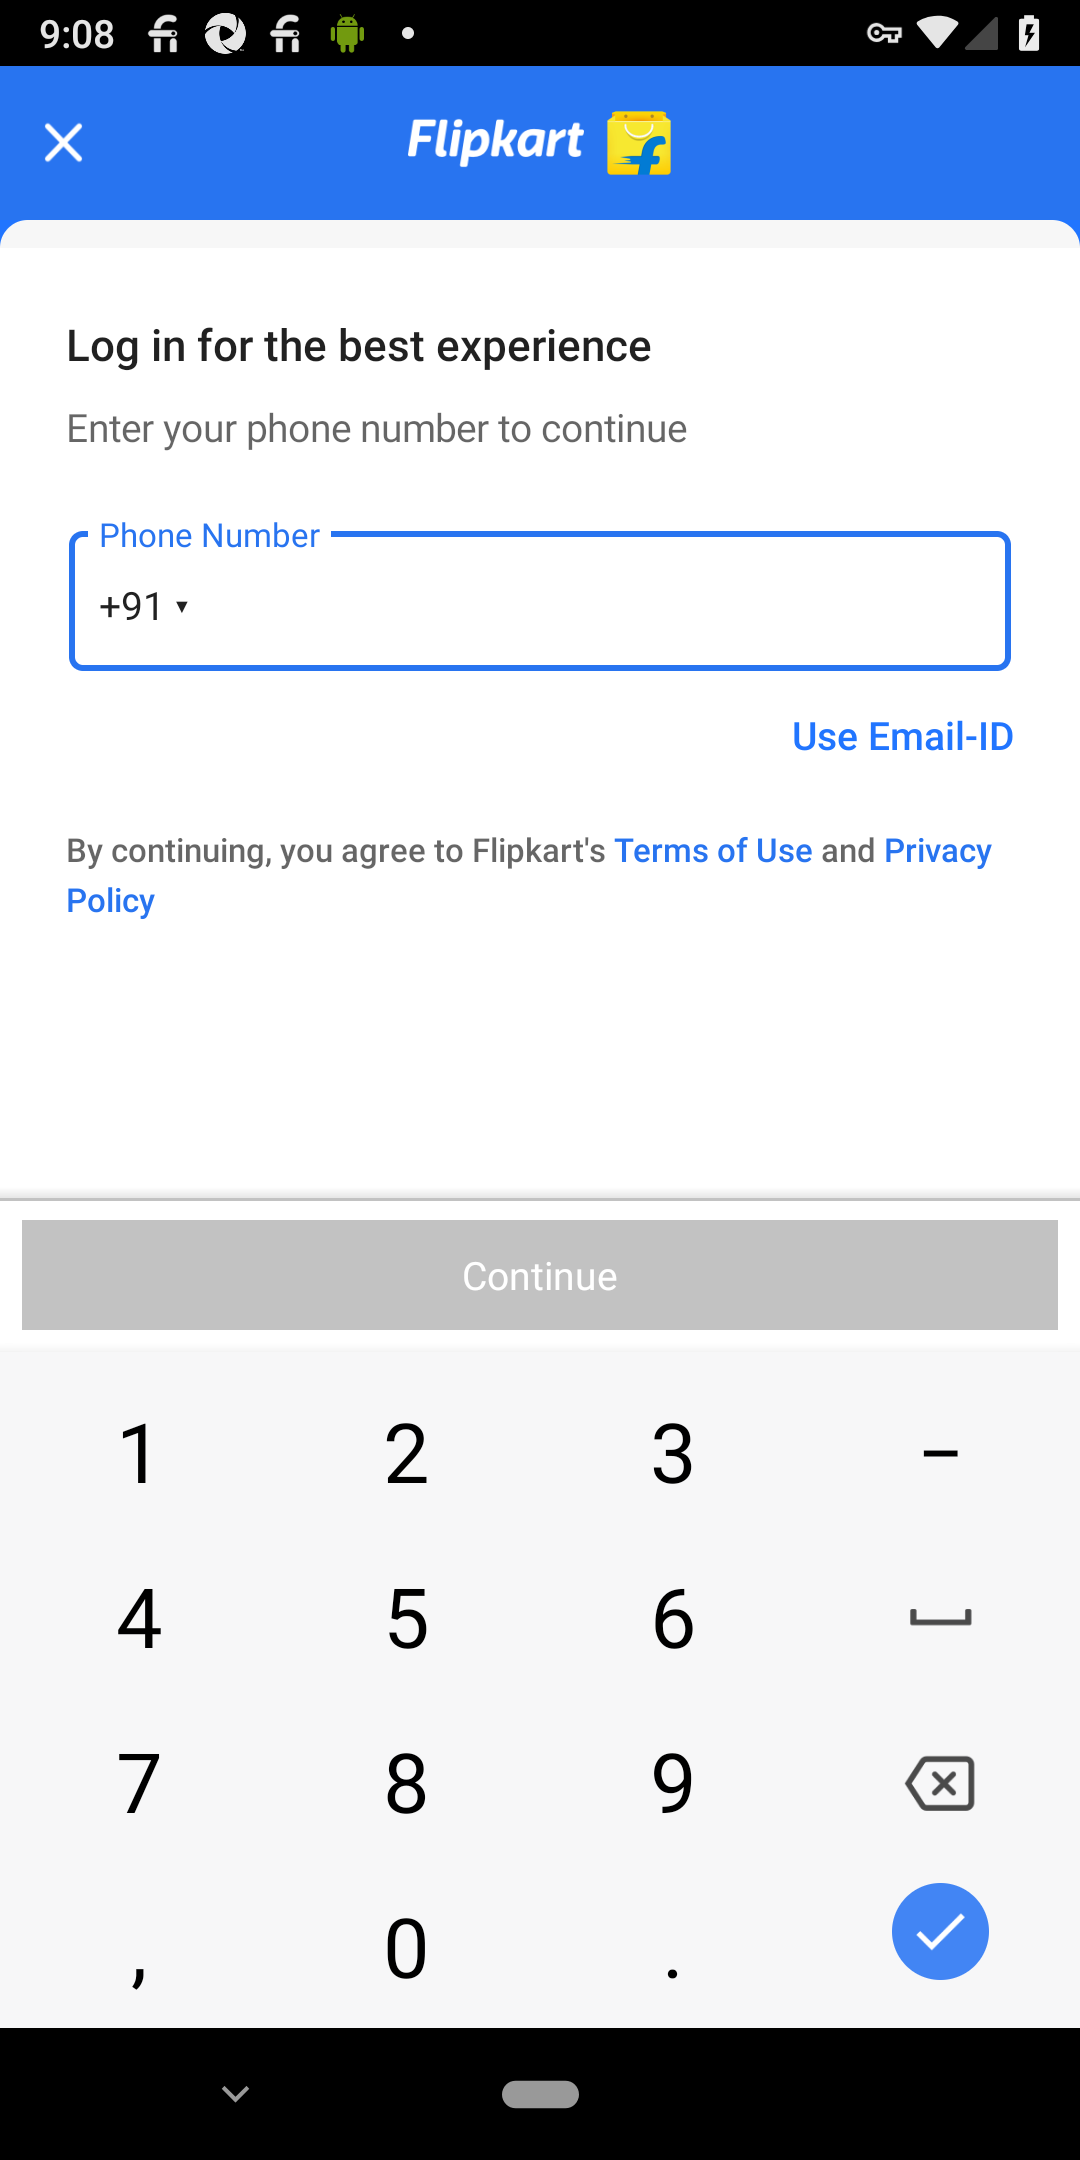 9:08
Flipkart
Log in for the best experience
Enter your phone number to continue
Phone Number
+91 ▾
Use Email-ID
By continuing, you agree to Flipkart's Terms of Use and Privacy
Policy
Continue
1 2 3 –
4 5 6
7 8 9
, 0 .